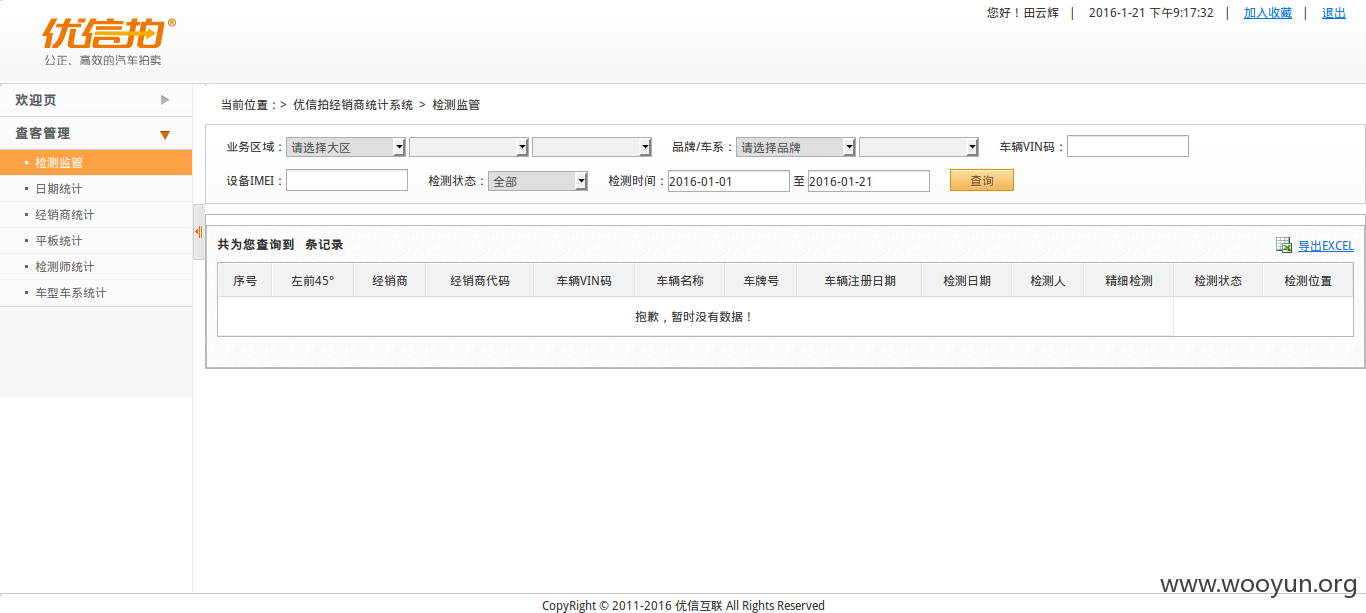 您好！田云辉 | 2016-1-21 下午9:17:32 | 加入收藏 | 退出
优信拍®
公正、高效的汽车拍卖
欢迎页
查客管理
检测监管
日期统计
经销商统计
平板统计
检测师统计
车型车系统计
当前位置：> 优信拍经销商统计系统 > 检测监管
业务区域： 请选择大区 品牌/车系： 请选择品牌 车辆VIN码：
设备IMEI： 检测状态： 全部 检测时间： 2016-01-01 至 2016-01-21 查询
共为您查询到 条记录 导出EXCEL
序号 左前45° 经销商 经销商代码 车辆VIN码 车辆名称 车牌号 车辆注册日期 检测日期 检测人 精细检测 检测状态 检测位置
抱歉，暂时没有数据！
www.wooyun.org
CopyRight © 2011-2016 优信互联 All Rights Reserved